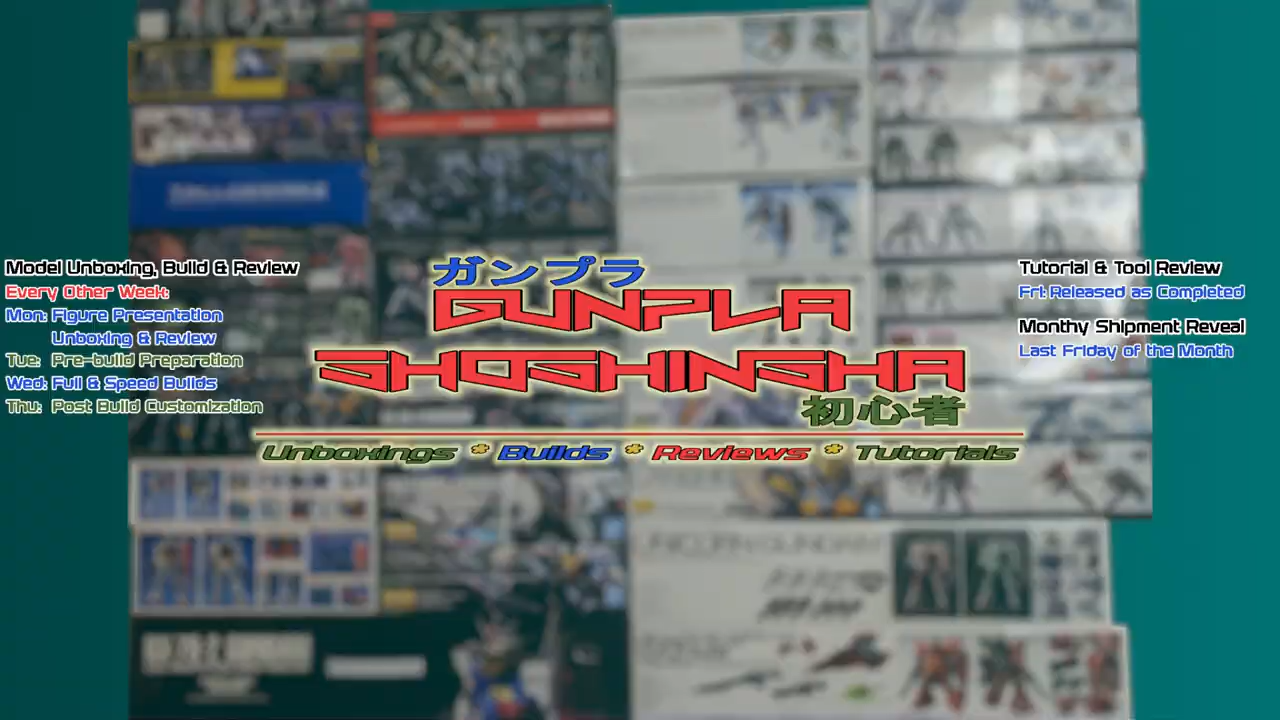 Model Unboxing, Build & Review
Every Other Week:
Mon: Figure Presentation
Unboxing & Review
Tue: Pre-build Preparation
Wed: Full & Speed Builds
Thu: Post Build Customization
ガンプラ
GUNPLA
SHOSHINSHA
初心者
Unboxings * Builds * Reviews * Tutorials
Tutorial & Tool Review
Fri: Released as Completed
Monthy Shipment Reveal
Last Friday of the Month